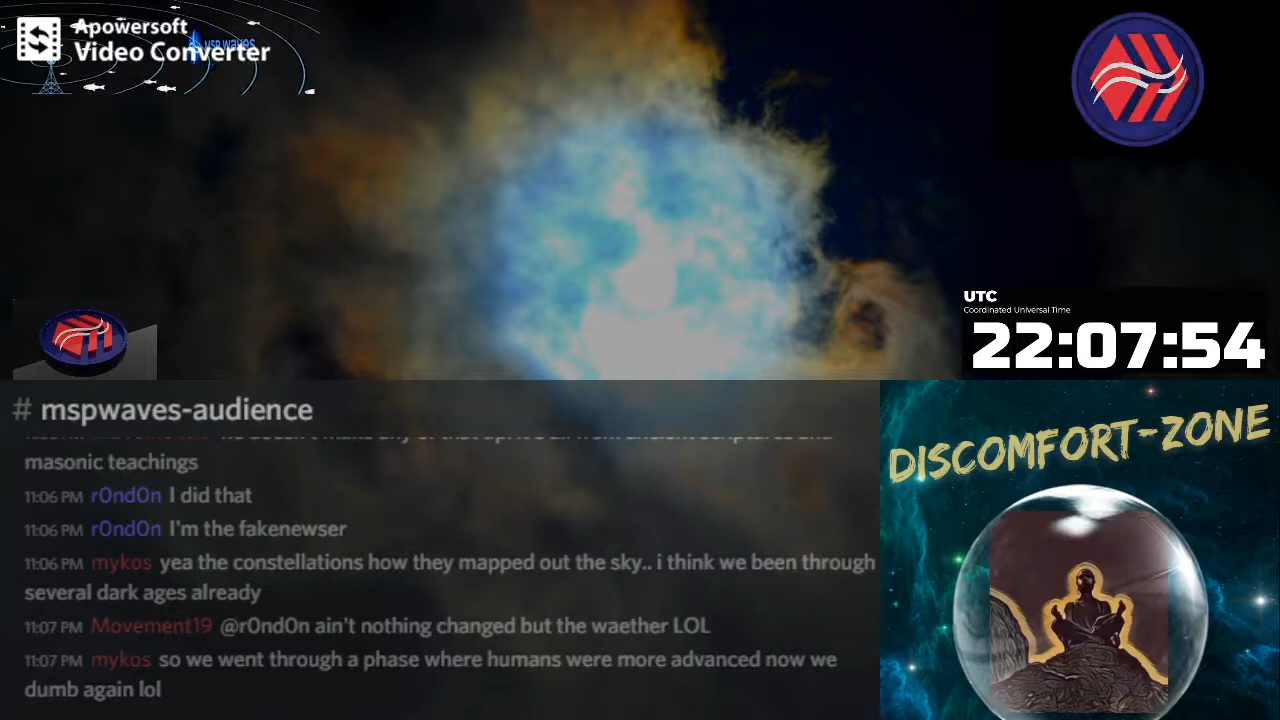 Apowersoft
Video Converter
msp waves
UTC
Coordinated Universal Time
22:07:54
# mspwaves-audience
masonic teachings
11:06 PM r0nd0n I did that
11:06 PM r0nd0n I'm the fakenewser
11:06 PM mykos yea the constellations how they mapped out the sky.. i think we been through
several dark ages already
11:07 PM Movement19 @r0nd0n ain't nothing changed but the waether LOL
11:07 PM mykos so we went through a phase where humans were more advanced now we
dumb again lol
DISCOMFORT-ZONE